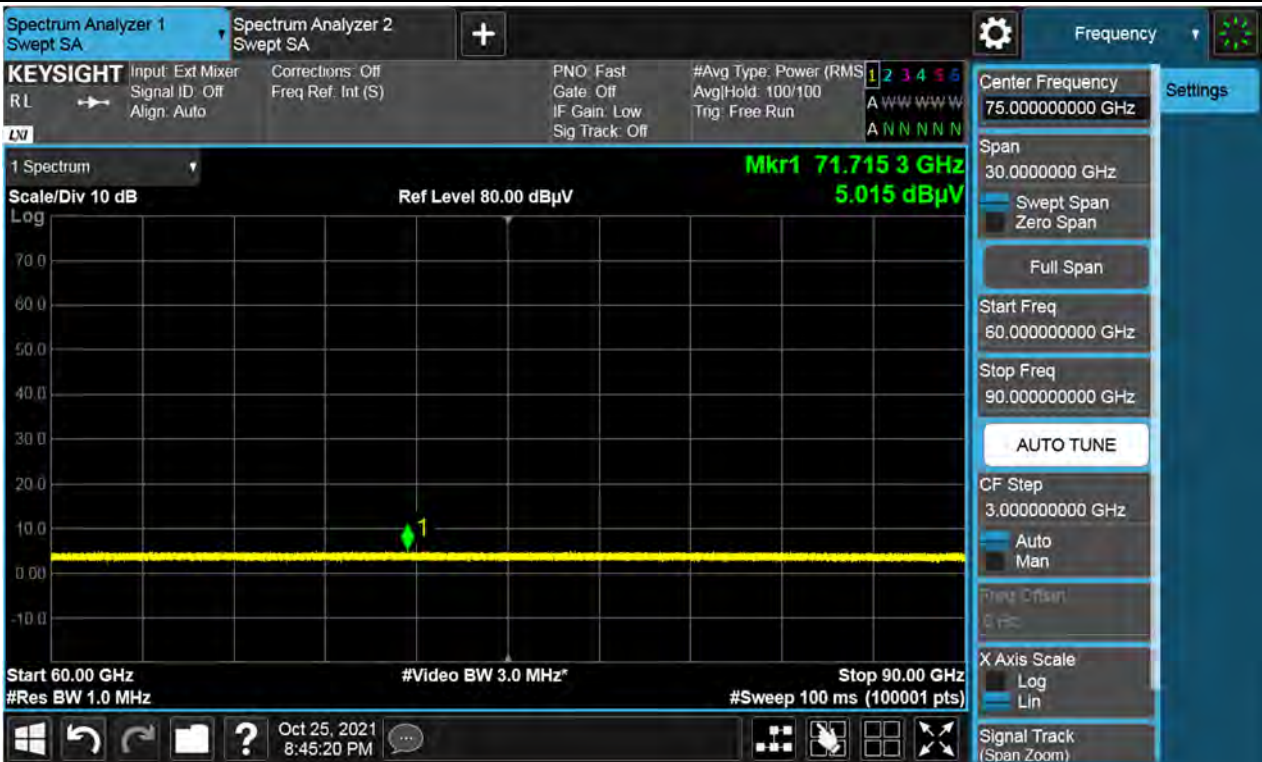 Spectrum Analyzer 1
Swept SA
Spectrum Analyzer 2
Swept SA
+
Frequency
KEYSIGHT
RL
LXI
Input: Ext Mixer
Signal ID: Off
Align: Auto
Corrections: Off
Freq Ref: Int (S)
PNO: Fast
Gate: Off
IF Gain: Low
Sig Track: Off
#Avg Type: Power (RMS
Avg|Hold: 100/100
Trig: Free Run
1 2 3 4 5 6
A W W W W W
A N N N N N
Settings
1 Spectrum
Scale/Div 10 dB
Log
Ref Level 80.00 dBµV
Mkr1 71.715 3 GHz
5.015 dBµV
70.0
60.0
50.0
40.0
30.0
20.0
10.0
0.00
-10.0
1
Start 60.00 GHz
#Res BW 1.0 MHz
#Video BW 3.0 MHz*
Stop 90.00 GHz
#Sweep 100 ms (100001 pts)
Center Frequency
75.000000000 GHz
Span
30.0000000 GHz
Swept Span
Zero Span
Full Span
Start Freq
60.000000000 GHz
Stop Freq
90.000000000 GHz
AUTO TUNE
CF Step
3.000000000 GHz
Auto
Man
Freq Offset
0 Hz
X Axis Scale
Log
Lin
Signal Track
(Span Zoom)
?
Oct 25, 2021
8:45:20 PM